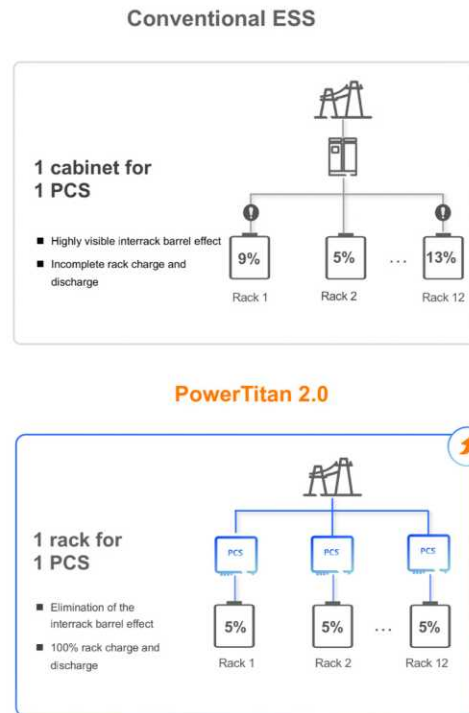 Conventional ESS
1 cabinet for
1 PCS
■ Highly visible interrack barrel effect
■ Incomplete rack charge and
discharge
9%
5%
...
13%
Rack 1
Rack 2
Rack 12
PowerTitan 2.0
1 rack for
1 PCS
■ Elimination of the
interrack barrel effect
■ 100% rack charge and
discharge
PCS
PCS
PCS
5%
5%
...
5%
Rack 1
Rack 2
Rack 12